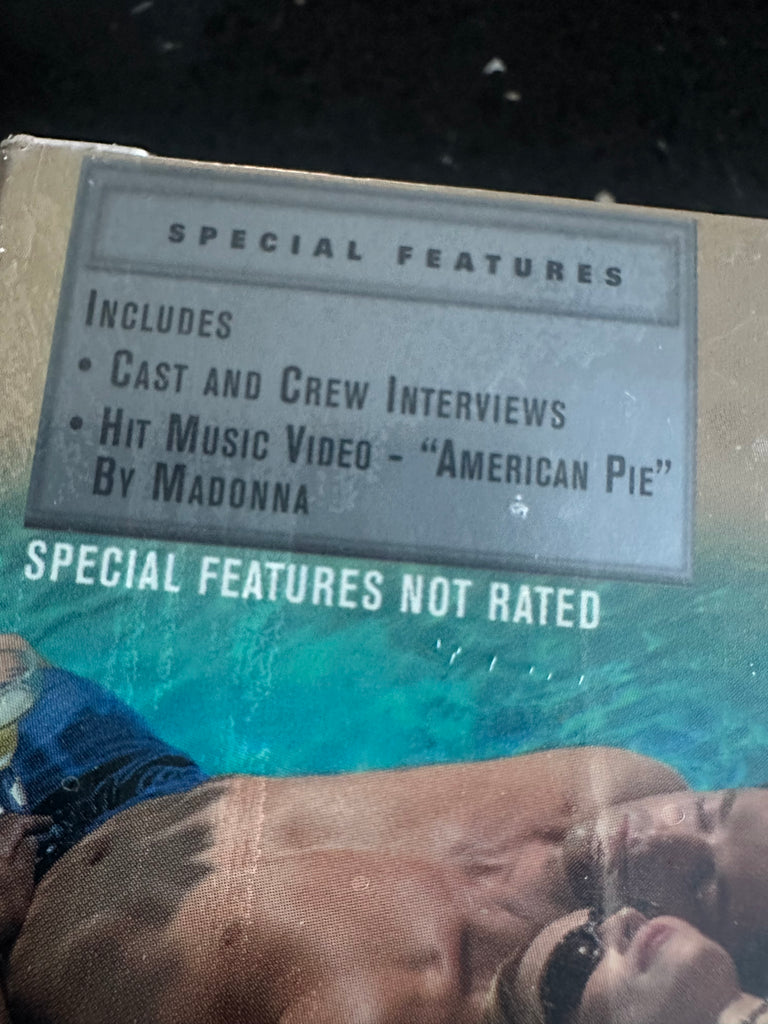 SPECIAL FEATURES
INCLUDES
• CAST AND CREW INTERVIEWS
• HIT MUSIC VIDEO - “AMERICAN PIE”
BY MADONNA
SPECIAL FEATURES NOT RATED